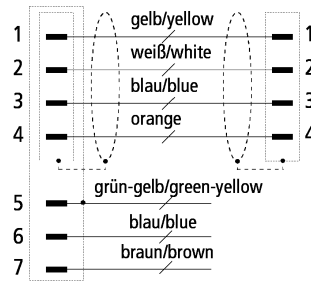 1 gelb/yellow 1
2 weiß/white 2
3 blau/blue 3
4 orange 4
5 grün-gelb/green-yellow
6 blau/blue
7 braun/brown